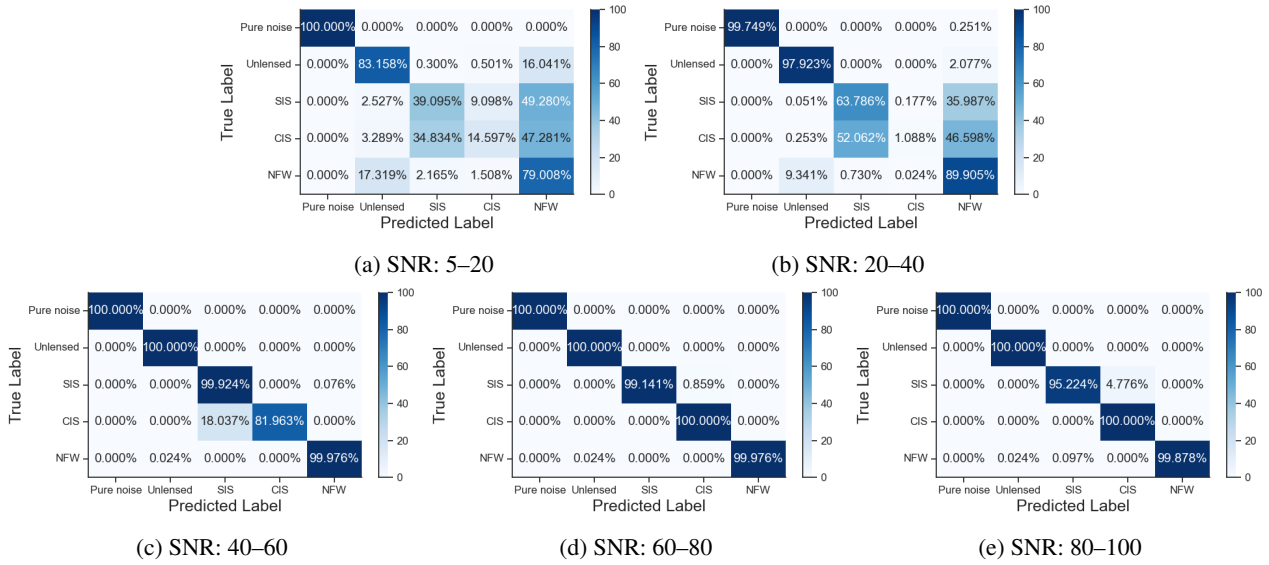 Pure noise 100.000% 0.000% 0.000% 0.000% 0.000%
Unlensed 0.000% 83.158% 0.300% 0.501% 16.041%
SIS 0.000% 2.527% 39.095% 9.098% 49.280%
CIS 0.000% 3.289% 34.834% 14.597% 47.281%
NFW 0.000% 17.319% 2.165% 1.508% 79.008%
Pure noise Unlensed SIS CIS NFW
Predicted Label
True Label
100
80
60
40
20
0
(a) SNR: 5–20
Pure noise 99.749% 0.000% 0.000% 0.000% 0.251%
Unlensed 0.000% 97.923% 0.000% 0.000% 2.077%
SIS 0.000% 0.051% 63.786% 0.177% 35.987%
CIS 0.000% 0.253% 52.062% 1.088% 46.598%
NFW 0.000% 9.341% 0.730% 0.024% 89.905%
Pure noise Unlensed SIS CIS NFW
Predicted Label
True Label
100
80
60
40
20
0
(b) SNR: 20–40
Pure noise 100.000% 0.000% 0.000% 0.000% 0.000%
Unlensed 0.000% 100.000% 0.000% 0.000% 0.000%
SIS 0.000% 0.000% 99.924% 0.000% 0.076%
CIS 0.000% 0.000% 18.037% 81.963% 0.000%
NFW 0.000% 0.024% 0.000% 0.000% 99.976%
Pure noise Unlensed SIS CIS NFW
Predicted Label
True Label
100
80
60
40
20
0
(c) SNR: 40–60
Pure noise 100.000% 0.000% 0.000% 0.000% 0.000%
Unlensed 0.000% 100.000% 0.000% 0.000% 0.000%
SIS 0.000% 0.000% 99.141% 0.859% 0.000%
CIS 0.000% 0.000% 0.000% 100.000% 0.000%
NFW 0.000% 0.024% 0.000% 0.000% 99.976%
Pure noise Unlensed SIS CIS NFW
Predicted Label
True Label
100
80
60
40
20
0
(d) SNR: 60–80
Pure noise 100.000% 0.000% 0.000% 0.000% 0.000%
Unlensed 0.000% 100.000% 0.000% 0.000% 0.000%
SIS 0.000% 0.000% 95.224% 4.776% 0.000%
CIS 0.000% 0.000% 0.000% 100.000% 0.000%
NFW 0.000% 0.024% 0.097% 0.000% 99.878%
Pure noise Unlensed SIS CIS NFW
Predicted Label
True Label
100
80
60
40
20
0
(e) SNR: 80–100